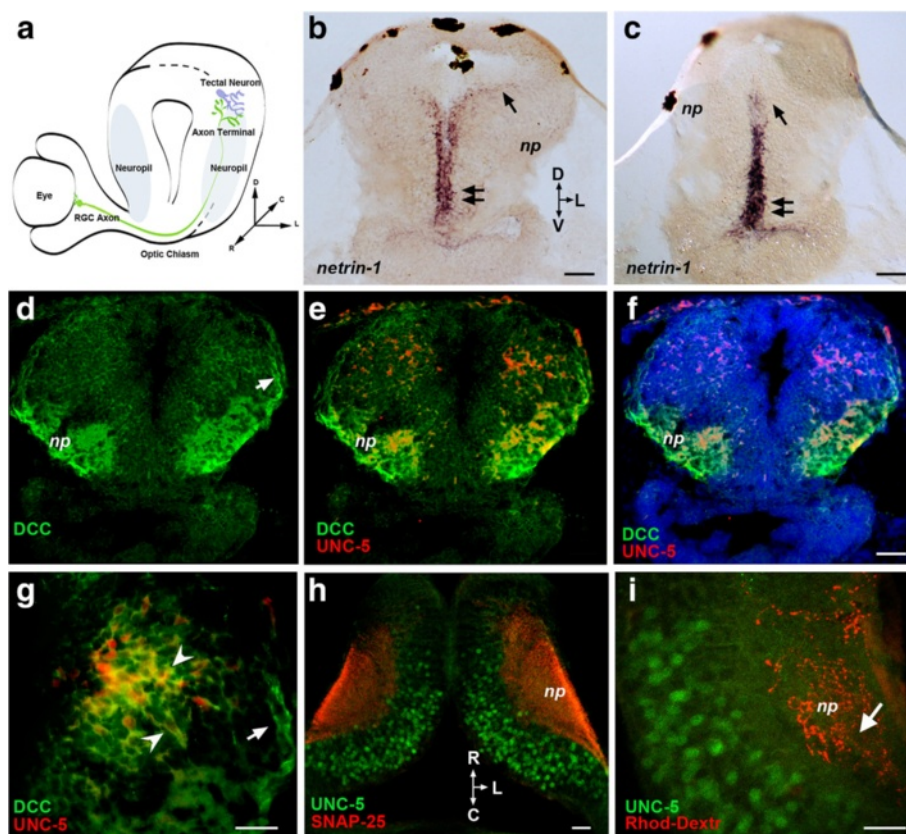 a
Tectal Neuron
Axon Terminal
Neuropil
Neuropil
Eye
RGC Axon
Optic Chiasm
D
C
L
R
b
np
D
L
V
netrin-1
c
np
netrin-1
d
np
DCC
e
np
DCC
UNC-5
f
np
DCC
UNC-5
g
DCC
UNC-5
h
np
R
L
C
UNC-5
SNAP-25
i
np
UNC-5
Rhod-Dextr